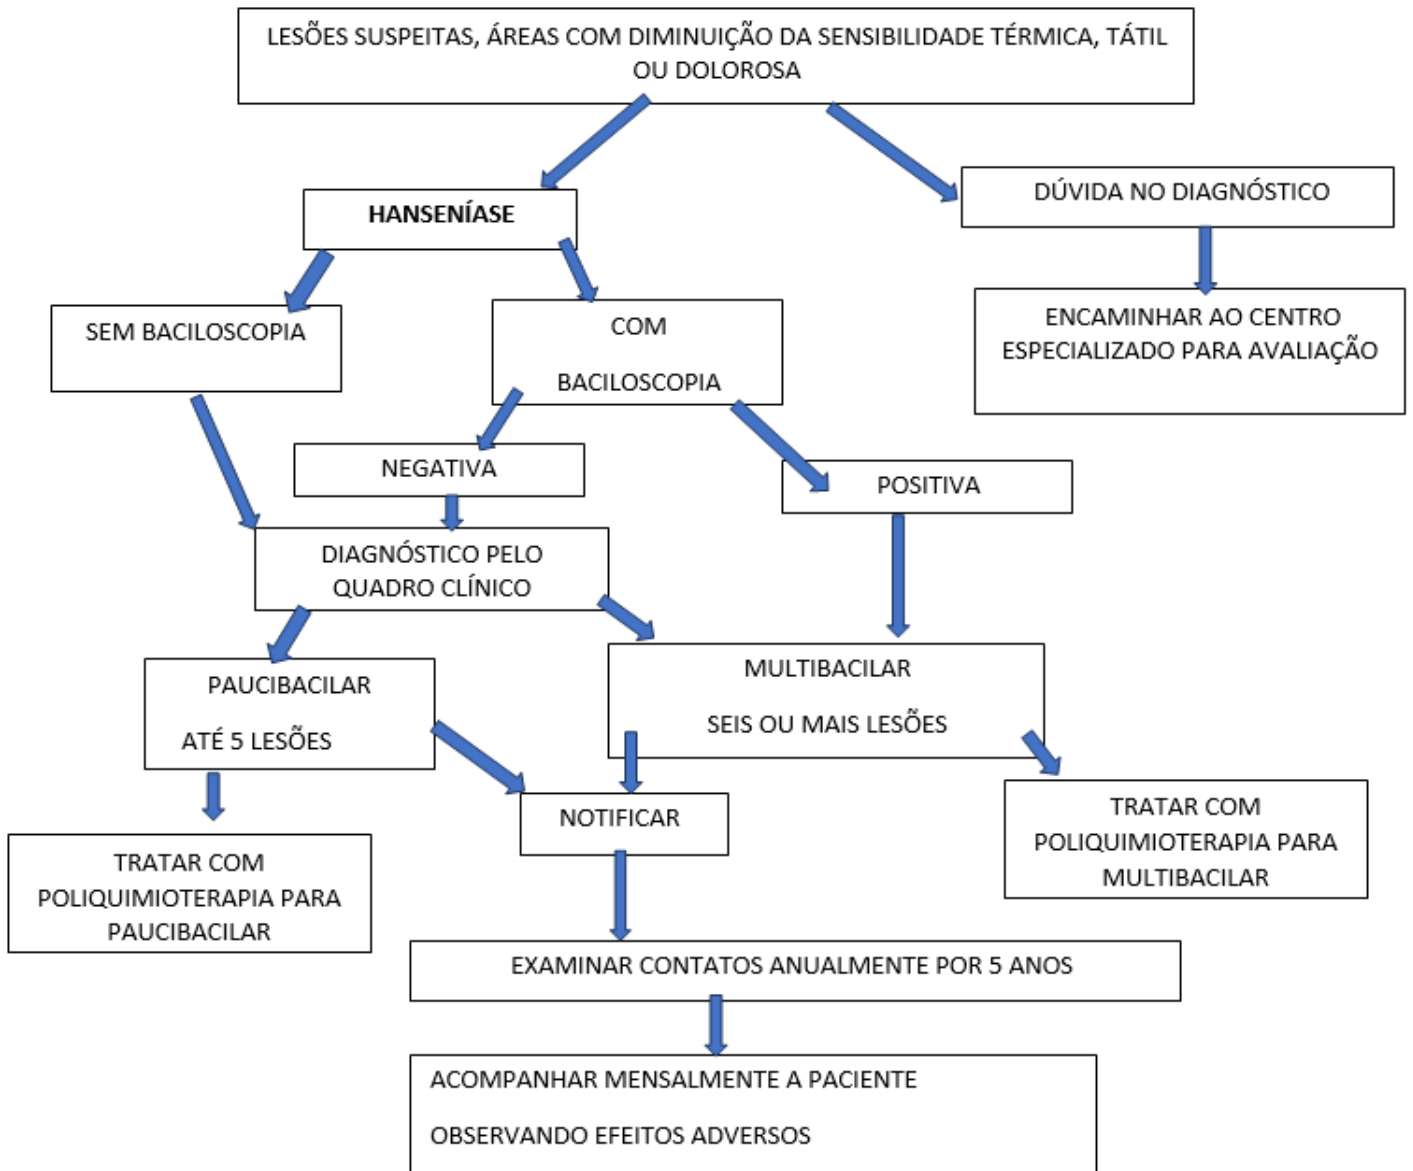 LESÕES SUSPEITAS, ÁREAS COM DIMINUIÇÃO DA SENSIBILIDADE TÉRMICA, TÁTIL
OU DOLOROSA
HANSENÍASE
DÚVIDA NO DIAGNÓSTICO
SEM BACILOSCOPIA
COM
BACILOSCOPIA
ENCAMINHAR AO CENTRO
ESPECIALIZADO PARA AVALIAÇÃO
NEGATIVA
POSITIVA
DIAGNÓSTICO PELO
QUADRO CLÍNICO
PAUCIBACILAR
ATÉ 5 LESÕES
MULTIBACILAR
SEIS OU MAIS LESÕES
NOTIFICAR
TRATAR COM
POLIQUIMIOTERAPIA PARA
MULTIBACILAR
TRATAR COM
POLIQUIMIOTERAPIA PARA
PAUCIBACILAR
EXAMINAR CONTATOS ANUALMENTE POR 5 ANOS
ACOMPANHAR MENSALMENTE A PACIENTE
OBSERVANDO EFEITOS ADVERSOS